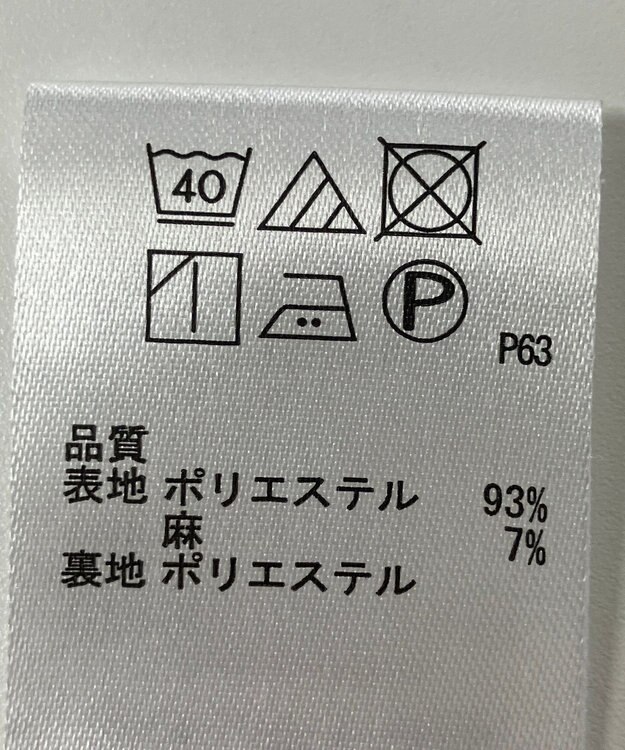 40
P
P63
品質
表地 ポリエステル 93%
麻 7%
裏地 ポリエステル